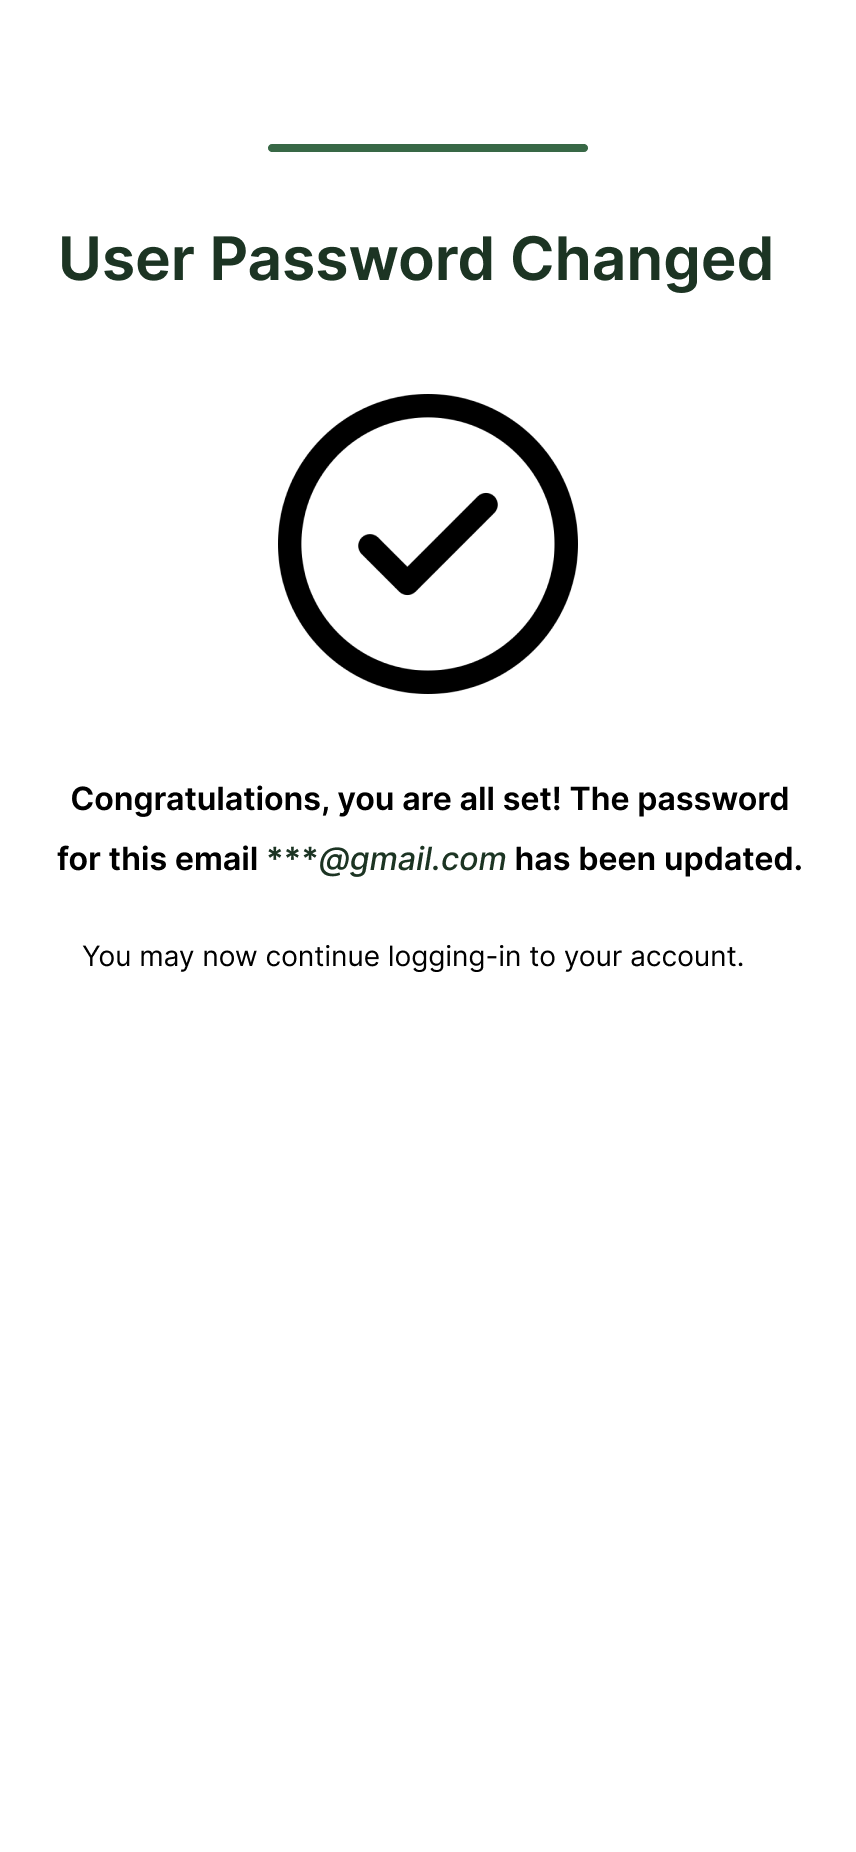 User Password Changed
Congratulations, you are all set! The password
for this email ***@gmail.com has been updated.
You may now continue logging-in to your account.